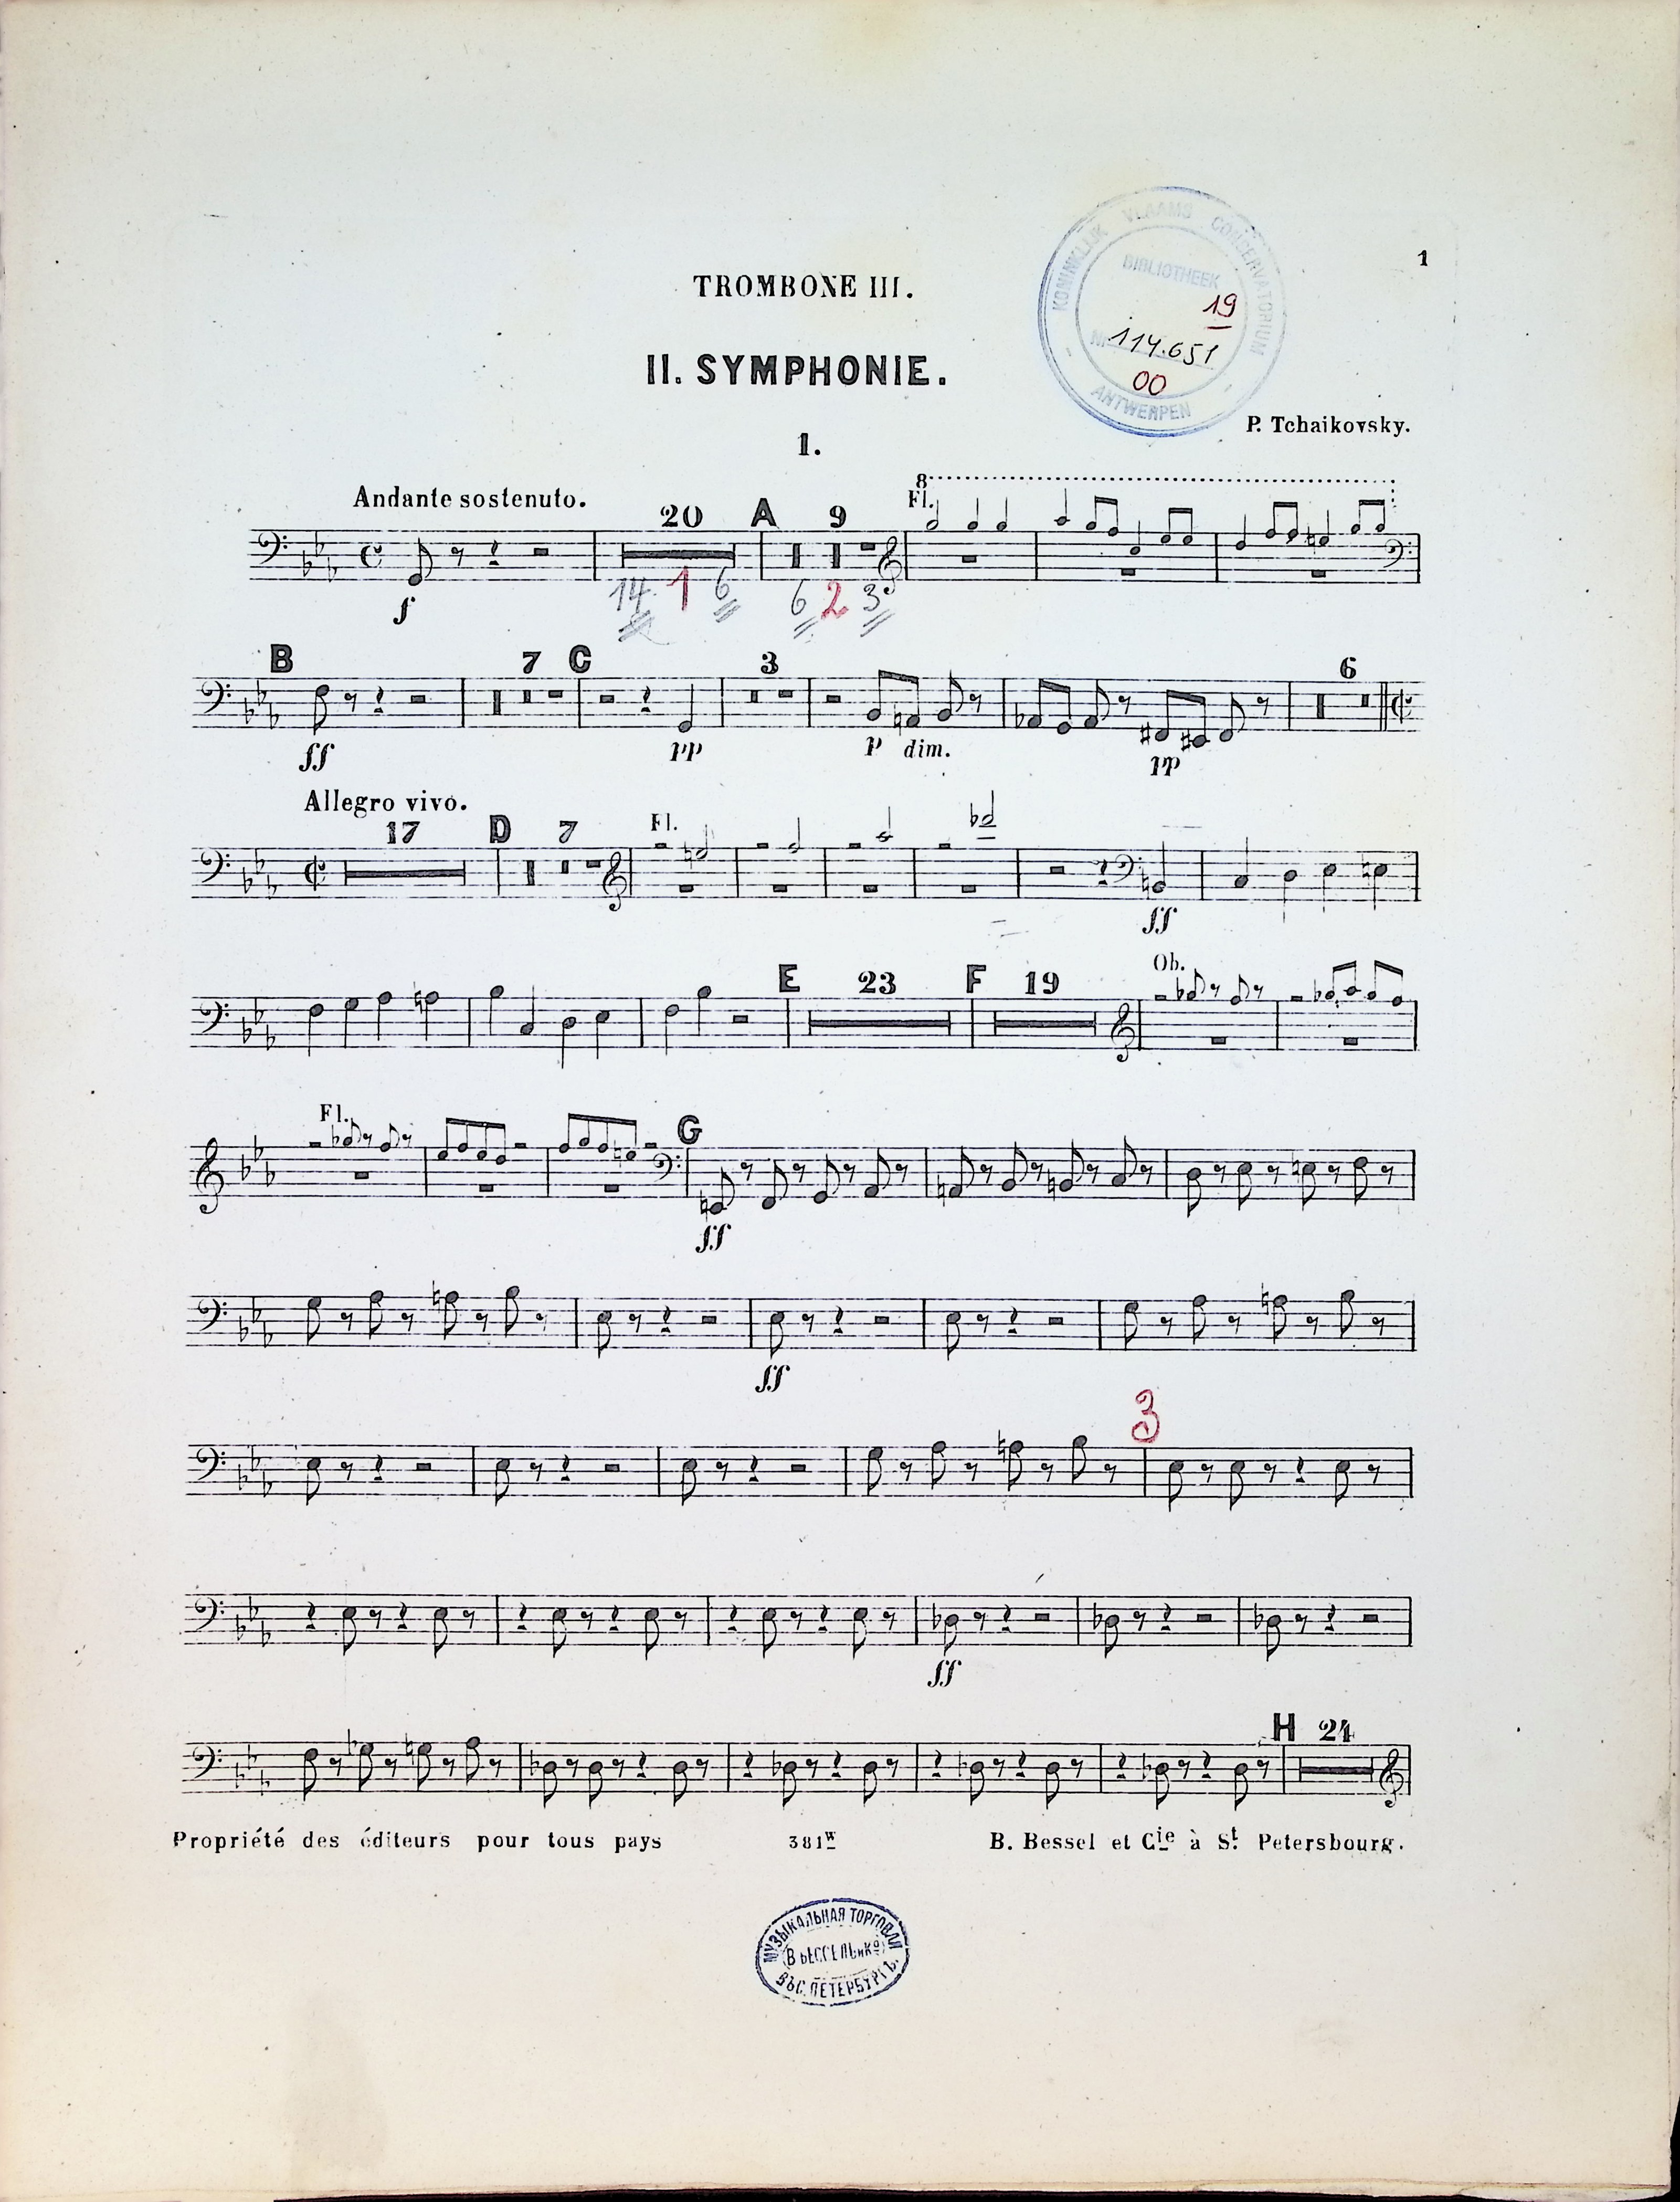 1
TROMBONE III.
II. SYMPHONIE.
KONINKLIJK VLAAMS CONSERVATORIUM
BIBLIOTHEEK
19
Nr 114.651
00
ANTWERPEN
P. Tchaikovsky.
1.
Andante sostenuto. 20 A 9 8 Fl.
14 1 6 6 2 3
f
B 7 C 3 6
ff pp p dim. pp
Allegro vivo.
17 D 7 Fl.
ff
E 23 F 19 Ob.
Fl. G
ff
ff
3
ff
H 24
Propriété des éditeurs pour tous pays 381w B. Bessel et Cie à St. Petersbourg.
МУЗЫКАЛЬНАЯ ТОРГОВЛЯ
В. БЕССЕЛЬ и Ко
ВЪ С. ПЕТЕРБУРГѢ.